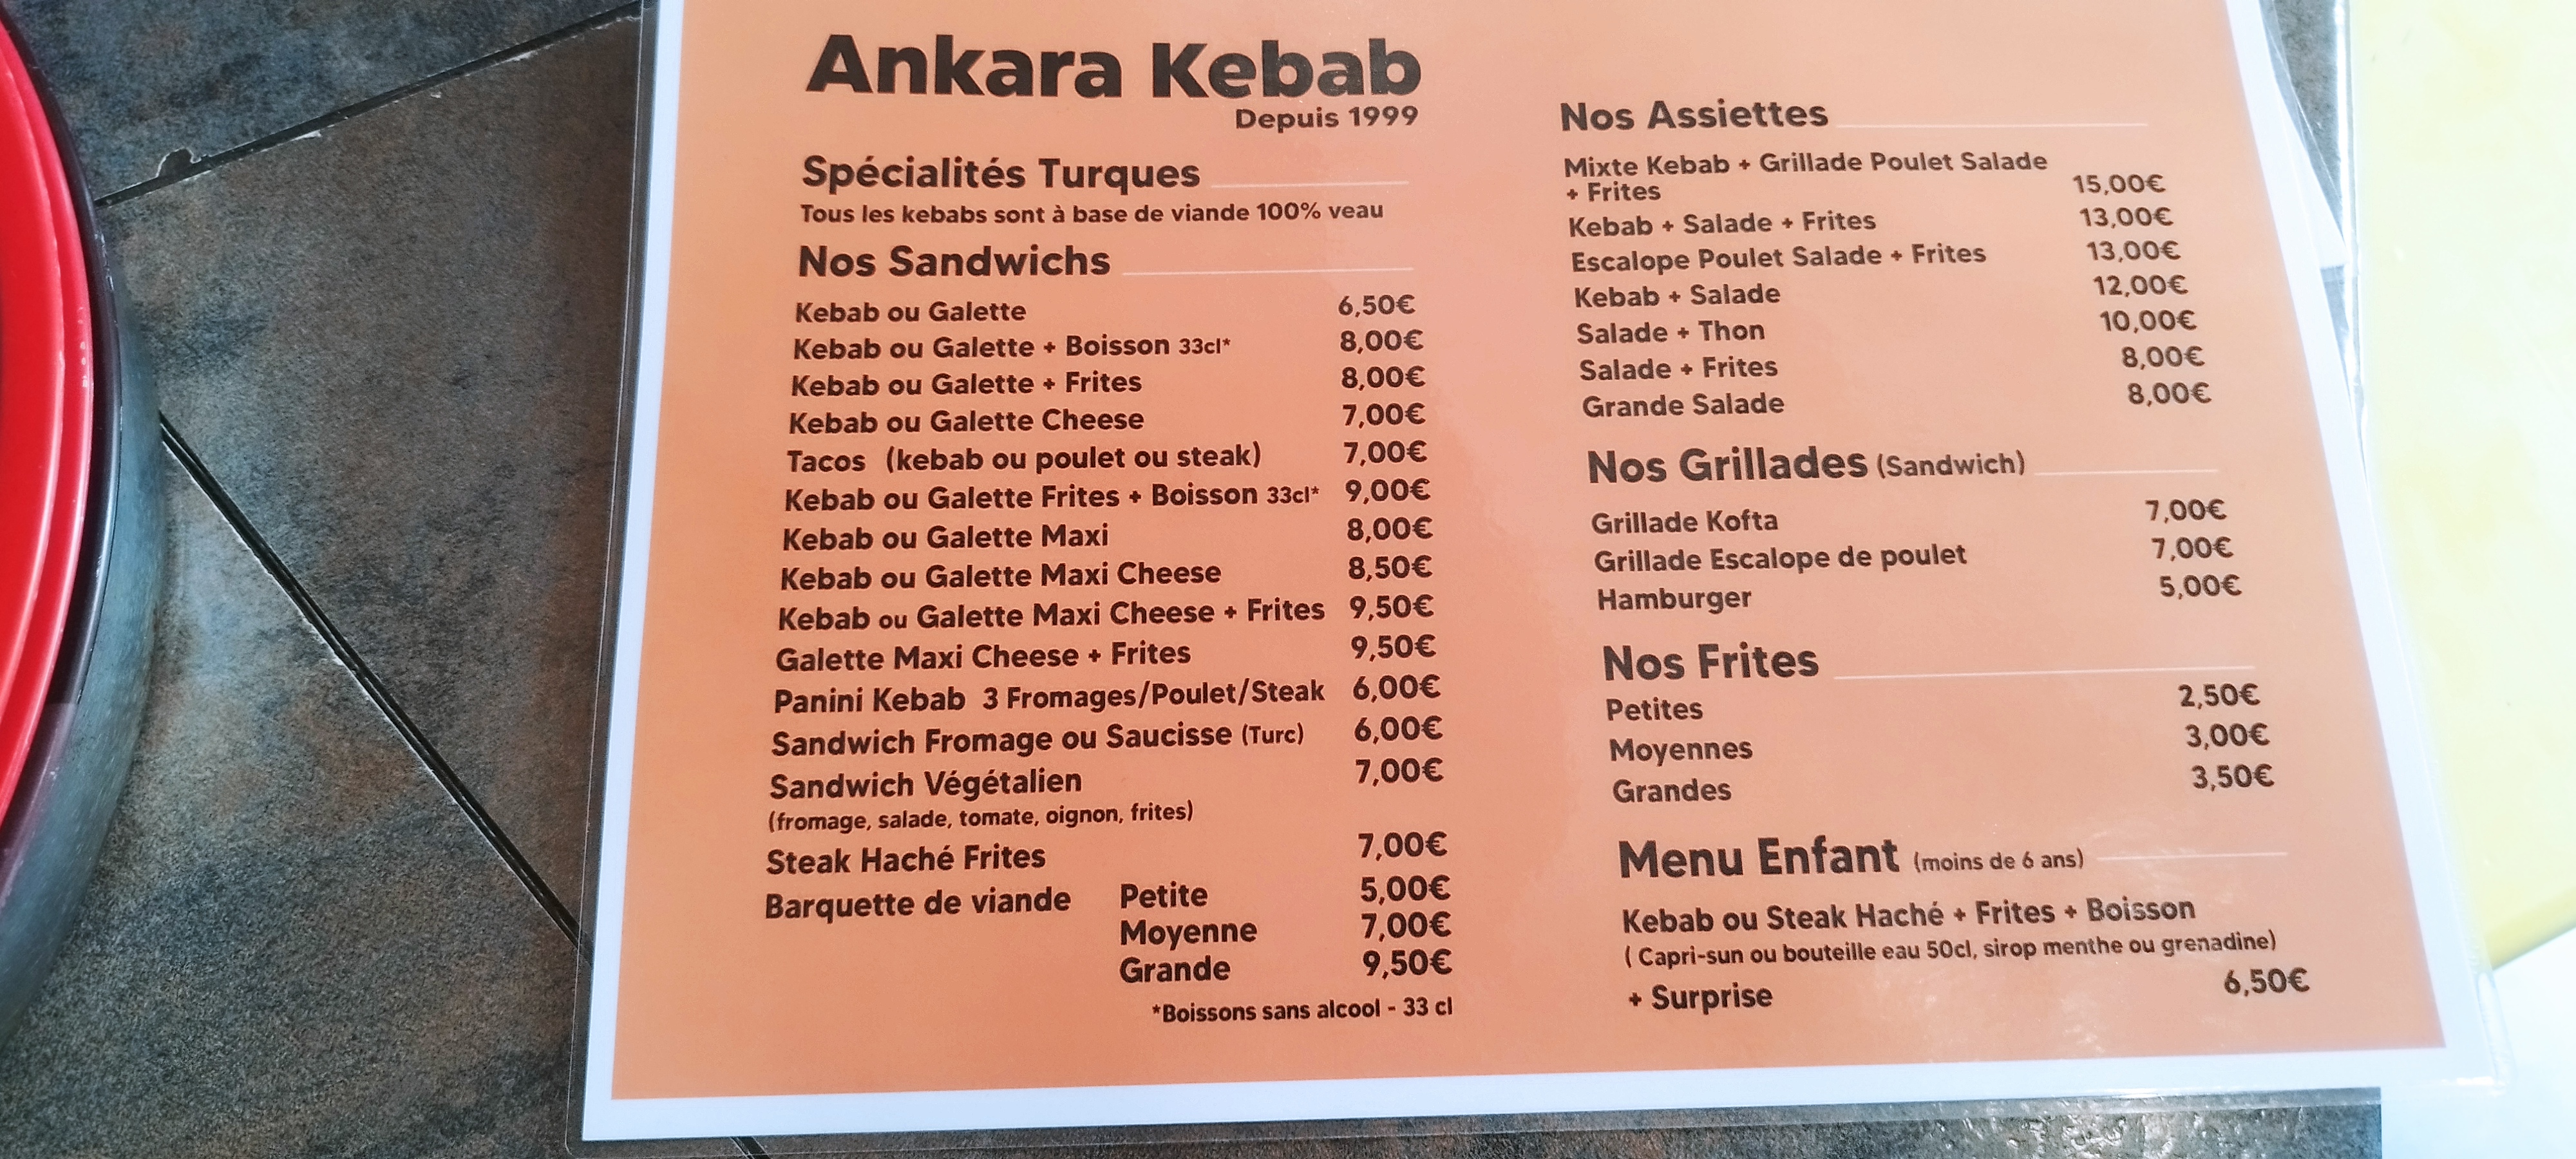 Ankara Kebab
Depuis 1999
Spécialités Turques
Tous les kebabs sont à base de viande 100% veau
Nos Sandwichs
Kebab ou Galette 6,50€
Kebab ou Galette + Boisson 33cl* 8,00€
Kebab ou Galette + Frites 8,00€
Kebab ou Galette Cheese 7,00€
Tacos (kebab ou poulet ou steak) 7,00€
Kebab ou Galette Frites + Boisson 33cl* 9,00€
Kebab ou Galette Maxi 8,00€
Kebab ou Galette Maxi Cheese 8,50€
Kebab ou Galette Maxi Cheese + Frites 9,50€
Galette Maxi Cheese + Frites 9,50€
Panini Kebab 3 Fromages/Poulet/Steak 6,00€
Sandwich Fromage ou Saucisse (Turc) 6,00€
Sandwich Végétalien 7,00€
(fromage, salade, tomate, oignon, frites)
Steak Haché Frites 7,00€
Barquette de viande Petite 5,00€
Moyenne 7,00€
Grande 9,50€
*Boissons sans alcool - 33 cl
Nos Assiettes
Mixte Kebab + Grillade Poulet Salade
+ Frites 15,00€
Kebab + Salade + Frites 13,00€
Escalope Poulet Salade + Frites 13,00€
Kebab + Salade 12,00€
Salade + Thon 10,00€
Salade + Frites 8,00€
Grande Salade 8,00€
Nos Grillades (Sandwich)
Grillade Kofta 7,00€
Grillade Escalope de poulet 7,00€
Hamburger 5,00€
Nos Frites
Petites 2,50€
Moyennes 3,00€
Grandes 3,50€
Menu Enfant (moins de 6 ans)
Kebab ou Steak Haché + Frites + Boisson
( Capri-sun ou bouteille eau 50cl, sirop menthe ou grenadine)
+ Surprise 6,50€